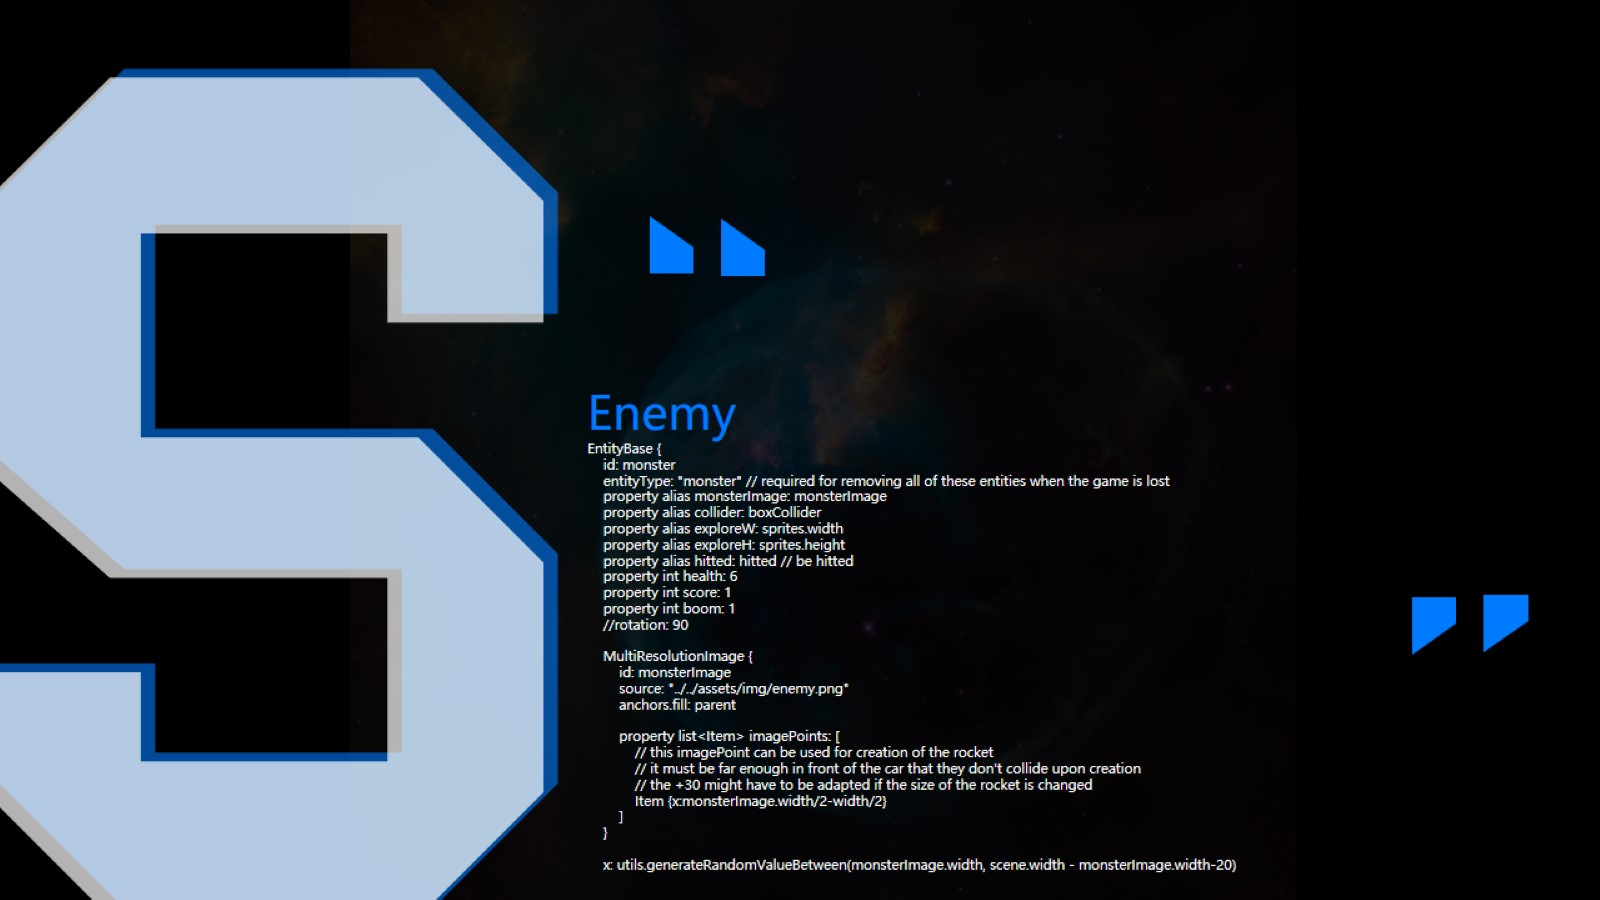 S
“
Enemy
EntityBase {
id: monster
entityType: "monster" // required for removing all of these entities when the game is lost
property alias monsterImage: monsterImage
property alias collider: boxCollider
property alias exploreW: sprites.width
property alias exploreH: sprites.height
property alias hitted: hitted // be hitted
property int health: 6
property int score: 1
property int boom: 1
//rotation: 90
MultiResolutionImage {
id: monsterImage
source: "../../assets/img/enemy.png"
anchors.fill: parent
property list<Item> imagePoints: [
// this imagePoint can be used for creation of the rocket
// it must be far enough in front of the car that they don't collide upon creation
// the +30 might have to be adapted if the size of the rocket is changed
Item {x:monsterImage.width/2-width/2}
]
}
x: utils.generateRandomValueBetween(monsterImage.width, scene.width - monsterImage.width-20)
”